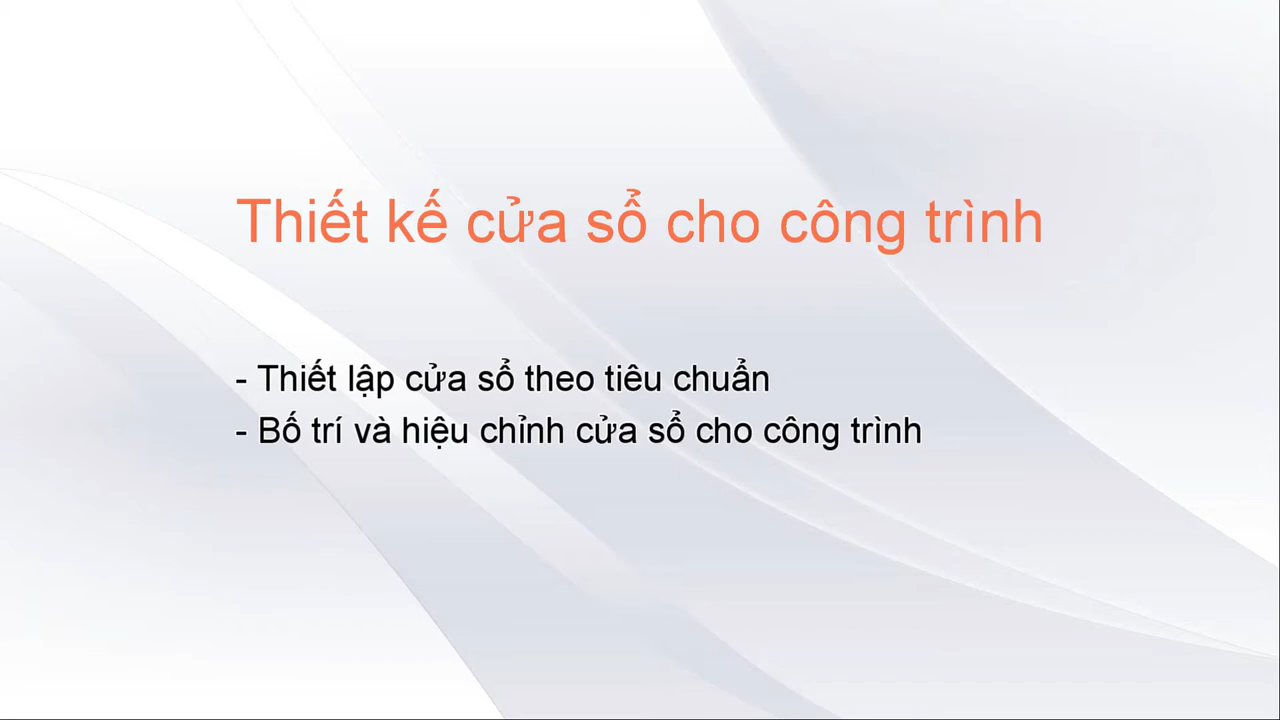 Thiết kế cửa sổ cho công trình
- Thiết lập cửa sổ theo tiêu chuẩn
- Bố trí và hiệu chỉnh cửa sổ cho công trình